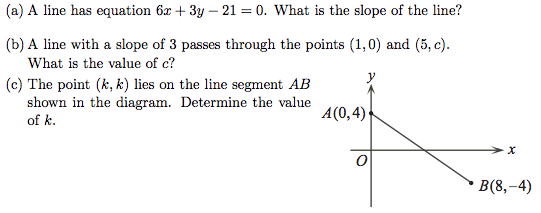 (a) A line has equation 6x + 3y − 21 = 0. What is the slope of the line?
(b) A line with a slope of 3 passes through the points (1, 0) and (5, c).
What is the value of c?
(c) The point (k, k) lies on the line segment AB
shown in the diagram. Determine the value
of k.
y
A(0,4)
x
O
B(8,−4)